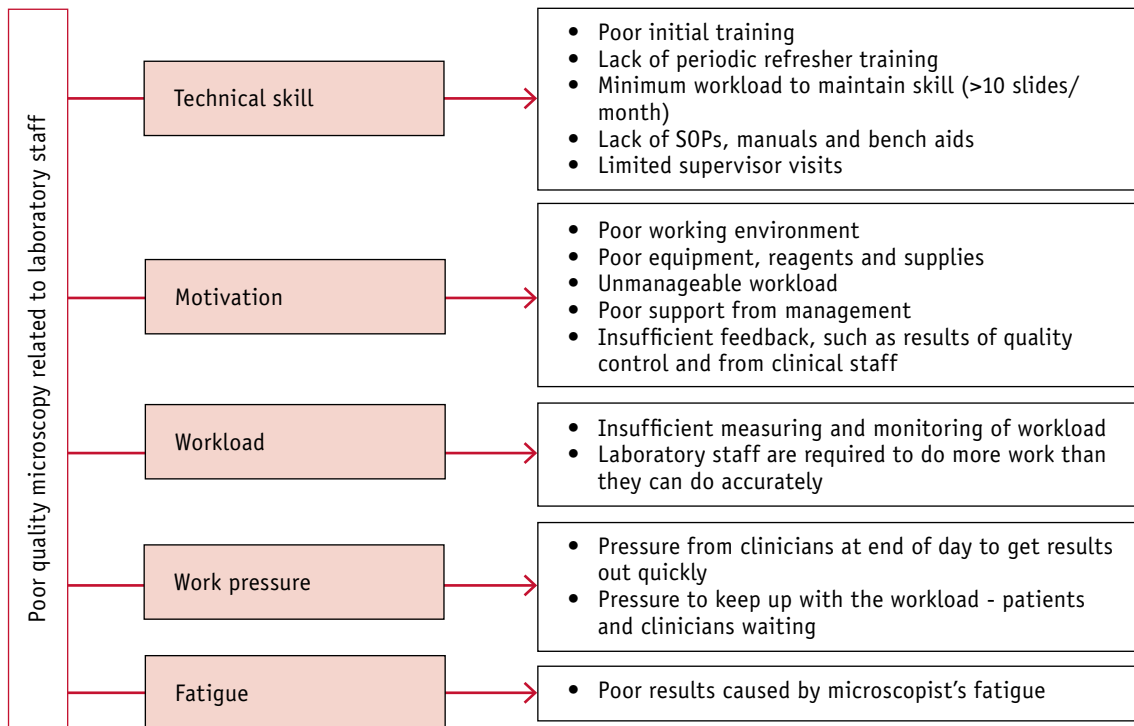 Poor quality microscopy related to laboratory staff
Technical skill
• Poor initial training
• Lack of periodic refresher training
• Minimum workload to maintain skill (>10 slides/
month)
• Lack of SOPs, manuals and bench aids
• Limited supervisor visits
Motivation
• Poor working environment
• Poor equipment, reagents and supplies
• Unmanageable workload
• Poor support from management
• Insufficient feedback, such as results of quality
control and from clinical staff
Workload
• Insufficient measuring and monitoring of workload
• Laboratory staff are required to do more work than
they can do accurately
Work pressure
• Pressure from clinicians at end of day to get results
out quickly
• Pressure to keep up with the workload - patients
and clinicians waiting
Fatigue
• Poor results caused by microscopist's fatigue